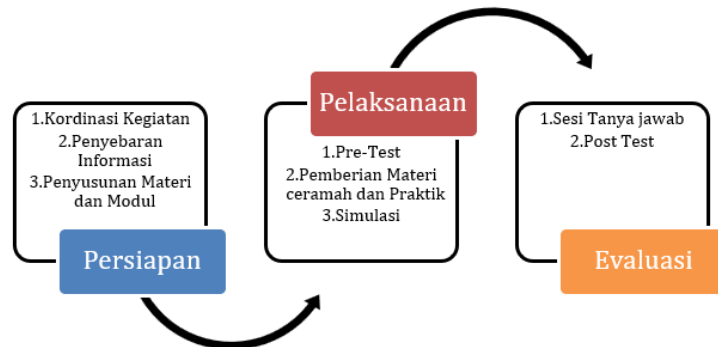 1.Kordinasi Kegiatan
2.Penyebaran
Informasi
3.Penyusunan Materi
dan Modul
Persiapan
Pelaksanaan
1.Pre-Test
2.Pemberian Materi
ceramah dan Praktik
3.Simulasi
1.Sesi Tanya jawab
2.Post Test
Evaluasi